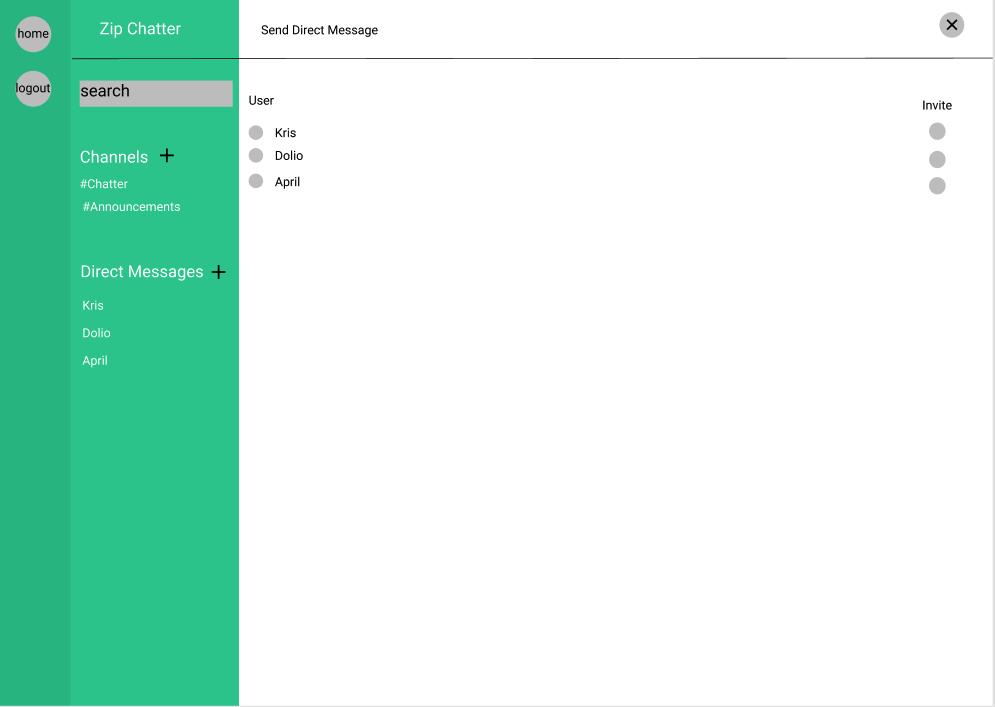 home
logout
Zip Chatter
search
Channels +
#Chatter
#Announcements
Direct Messages +
Kris
Dolio
April
Send Direct Message
User
Invite
Kris
Dolio
April